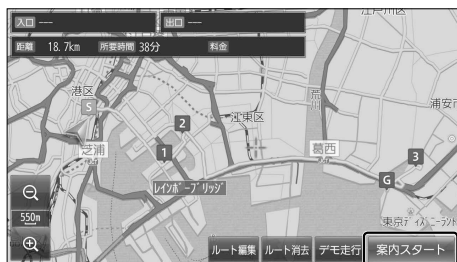 江戸川区
入口 ---- 出口 ----
距離 18.7km 所要時間 38分 料金
港区
荒川
浦安市
S
2
江東区
芝浦
1
葛西
3
レインボーブリッジ
G
550m
東京ディズニーランド
ルート編集 ルート消去 デモ走行 案内スタート